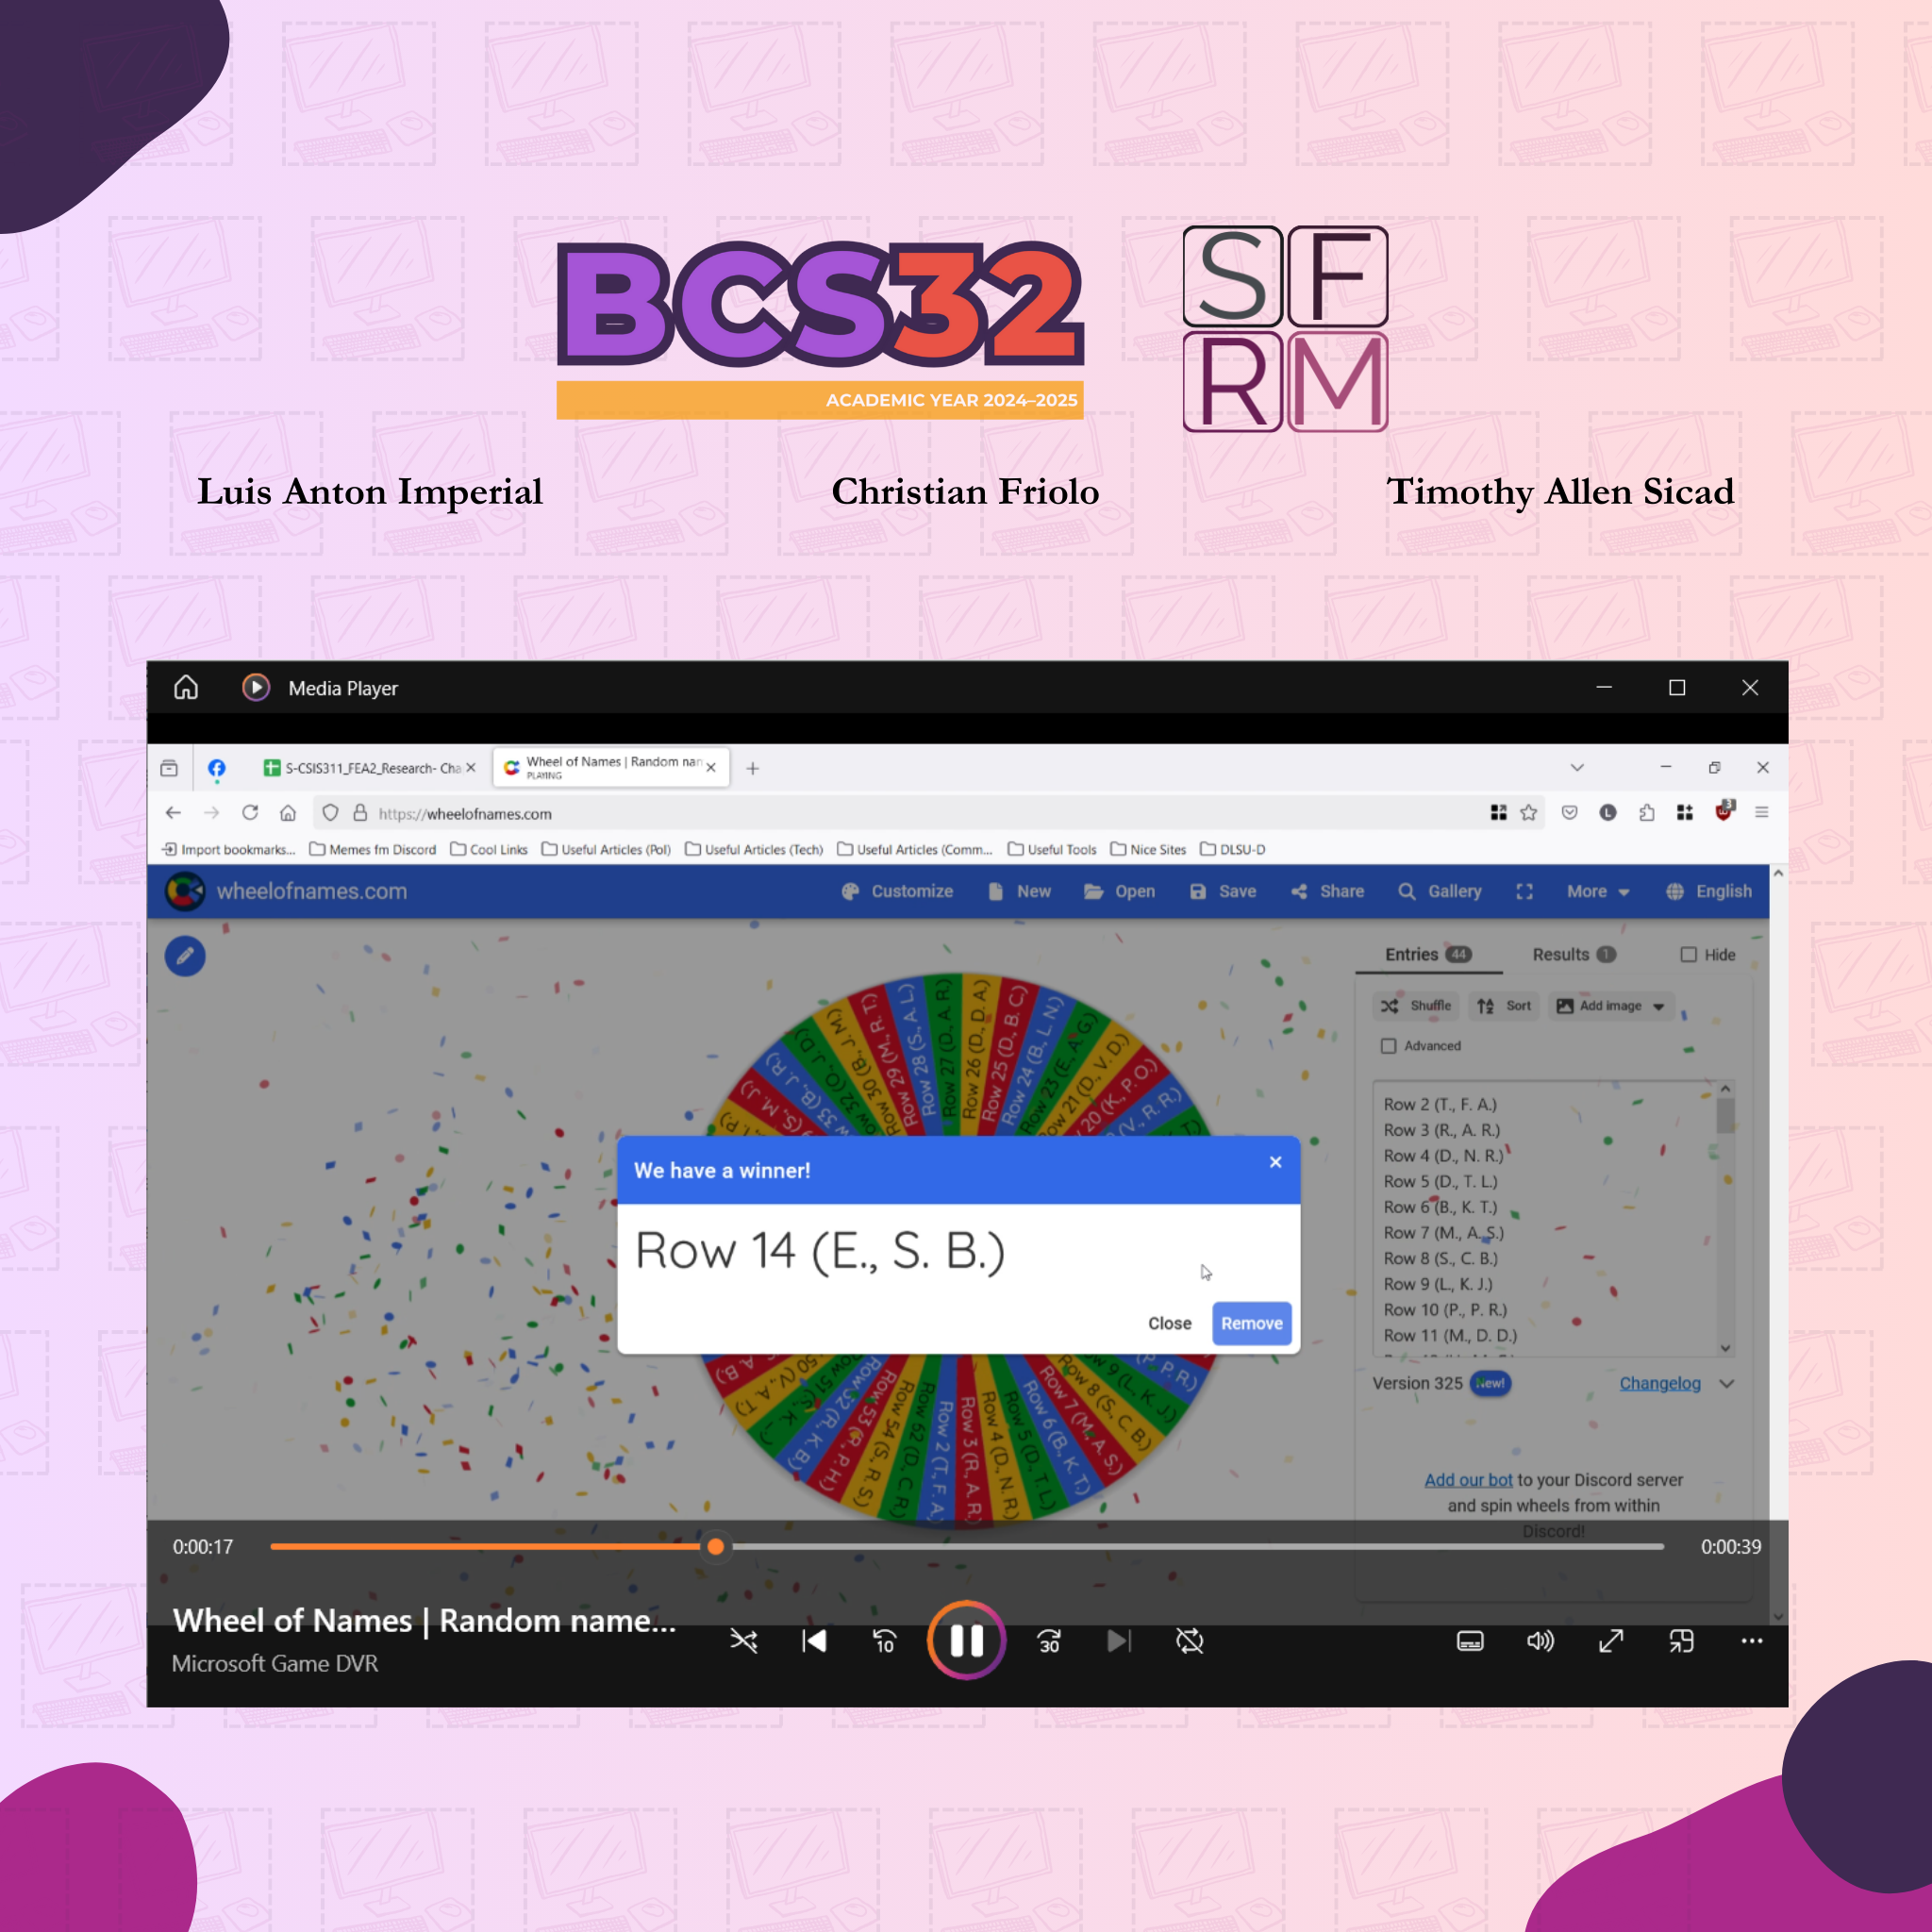 BCS32
SF
RM
ACADEMIC YEAR 2024–2025
Luis Anton Imperial
Christian Friolo
Timothy Allen Sicad
Media Player
S-CSIS311_FEA2_Research- Cha
Wheel of Names | Random nan
PLAYING
https://wheelofnames.com
L
3
Import bookmarks... Memes fm Discord Cool Links Useful Articles (Pol) Useful Articles (Tech) Useful Articles (Comm... Useful Tools Nice Sites DLSU-D
wheelofnames.com Customize New Open Save Share Gallery More English
Entries 44 Results 1 Hide
Shuffle Sort Add image
Advanced
Row 2 (T., F. A.)
Row 3 (R., A. R.)
Row 4 (D., N. R.)
Row 5 (D., T. L.)
Row 6 (B., K. T.)
Row 7 (M., A. S.)
Row 8 (S., C. B.)
Row 9 (L., K. J.)
Row 10 (P., P. R.)
Row 11 (M., D. D.)
Version 325 New! Changelog
Add our bot to your Discord server
and spin wheels from within
Discord!
Row 30 (B., J. M.)
Row 29 (M., R. T.)
Row 28 (S., A. L.)
Row 27 (D., A. R.)
Row 26 (D., D. A.)
Row 25 (D., B. C.)
Row 24 (B., L. N.)
Row 23 (E., A. G.)
Row 21 (D., V. D.)
20 (K., P. O.)
(V., R. R.)
We have a winner!
Row 14 (E., S. B.)
Close Remove
Row 53 (R., P. H.)
Row 54 (S., R. S.)
Row 62 (D., C. R.)
Row 2 (T., F. A.)
Row 3 (R., A. R.)
Row 4 (D., N. R.)
Row 5 (D., T. L.)
Row 6 (B., K. T.)
Row 7 (M., A. S.)
Row 8 (S., C. B.)
9 (L., K. J.)
P. R.)
0:00:17
0:00:39
Wheel of Names | Random name...
Microsoft Game DVR
10
30